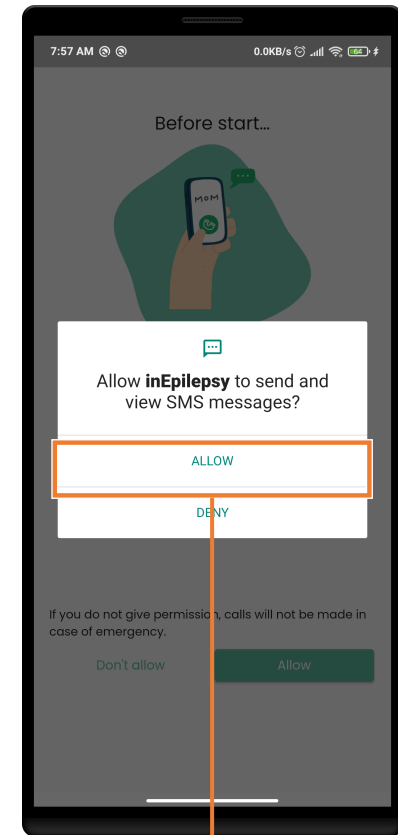 7:57 AM 0.0KB/s 64
Before start...
MOM
Allow inEpilepsy to send and
view SMS messages?
ALLOW
DENY
If you do not give permission, calls will not be made in
case of emergency.
Don't allow Allow